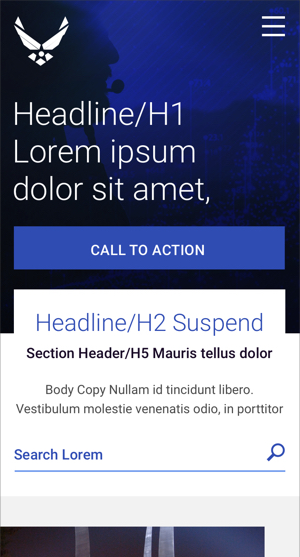 Headline/H1
Lorem ipsum
dolor sit amet,
CALL TO ACTION
Headline/H2 Suspend
Section Header/H5 Mauris tellus dolor
Body Copy Nullam id tincidunt libero.
Vestibulum molestie venenatis odio, in porttitor
Search Lorem